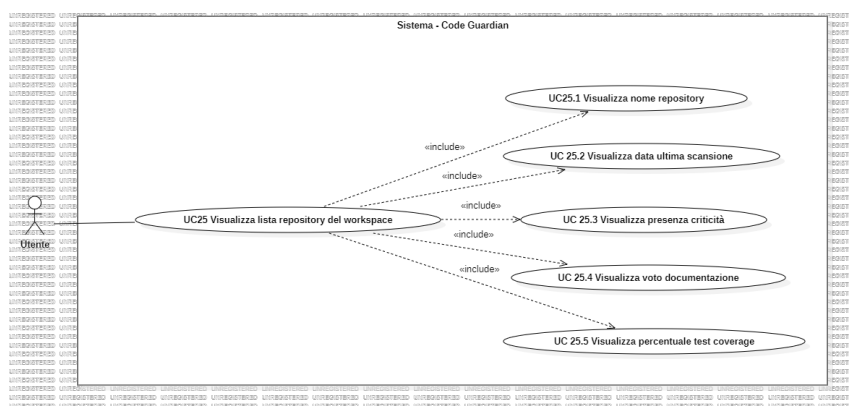 Sistema - Code Guardian
UC25.1 Visualizza nome repository
«include»
UC 25.2 Visualizza data ultima scansione
«include»
Utente
UC25 Visualizza lista repository del workspace
«include»
UC 25.3 Visualizza presenza criticità
«include»
UC 25.4 Visualizza voto documentazione
«include»
UC 25.5 Visualizza percentuale test coverage
UNREGISTERED